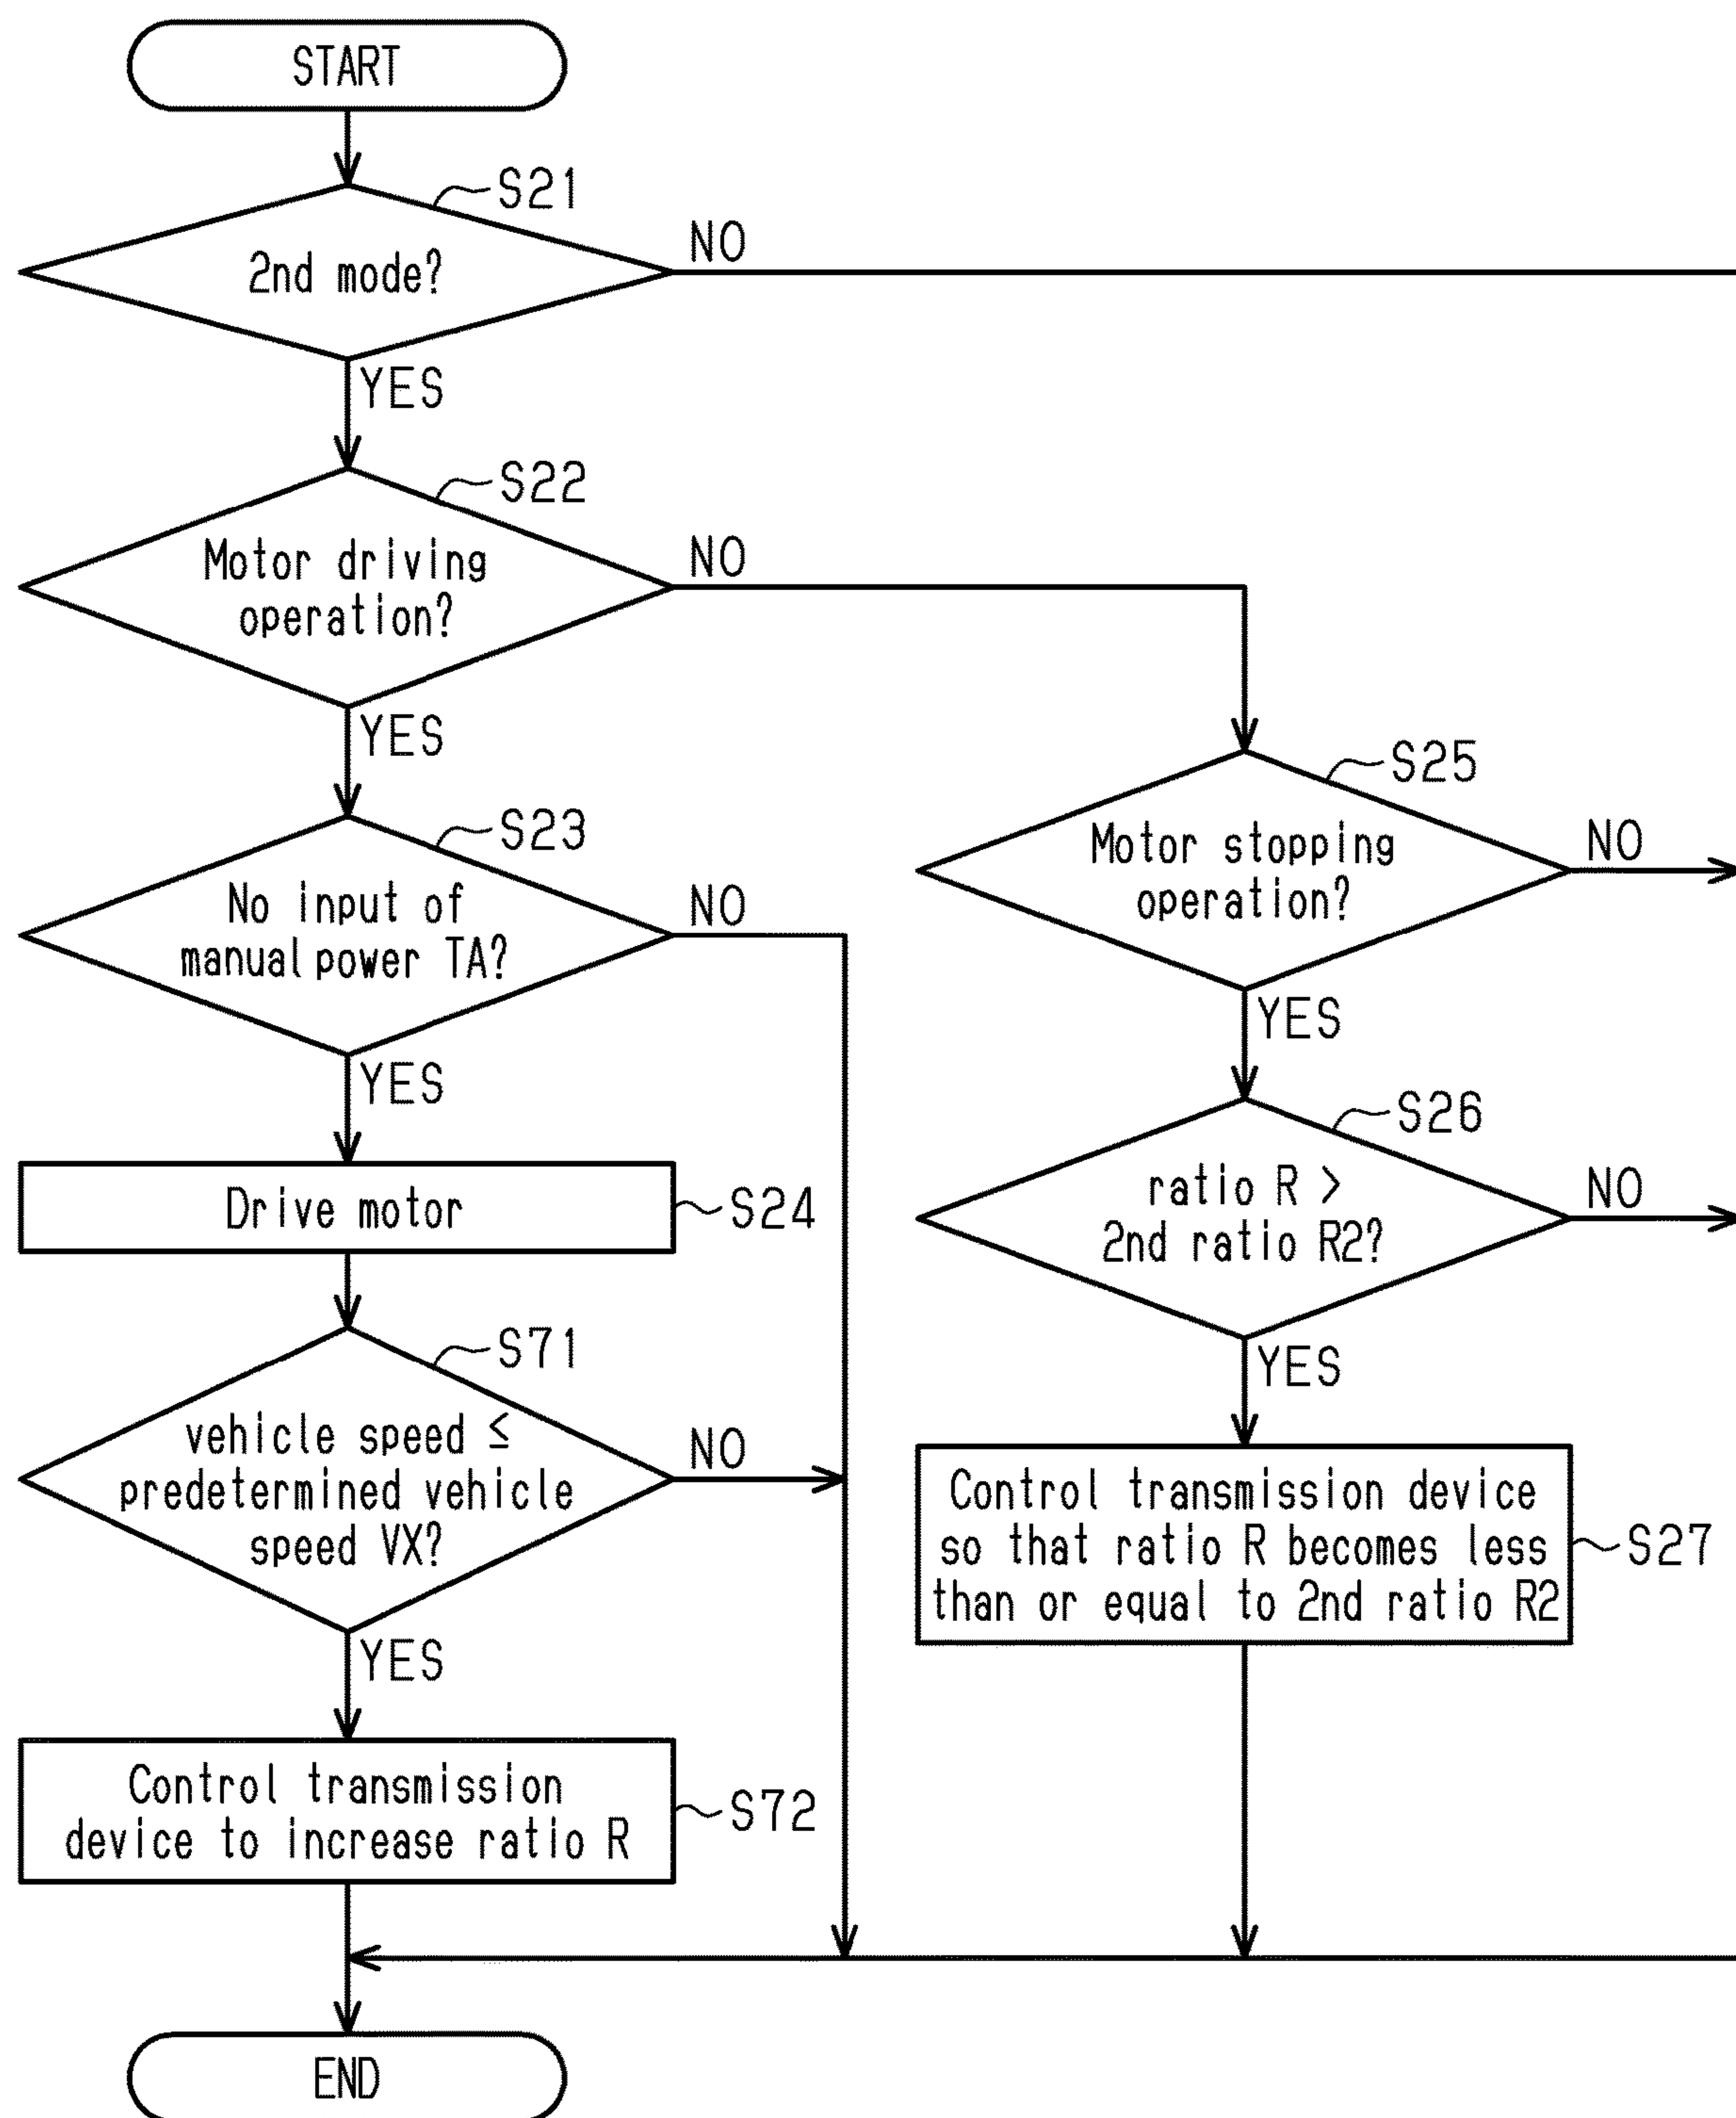 START
S21
2nd mode?
NO
YES
S22
Motor driving
operation?
NO
YES
S23
No input of
manual power TA?
NO
YES
Drive motor
S24
S71
vehicle speed ≤
predetermined vehicle
speed VX?
NO
YES
Control transmission
device to increase ratio R
S72
S25
Motor stopping
operation?
NO
YES
S26
ratio R >
2nd ratio R2?
NO
YES
Control transmission device
so that ratio R becomes less
than or equal to 2nd ratio R2
S27
END